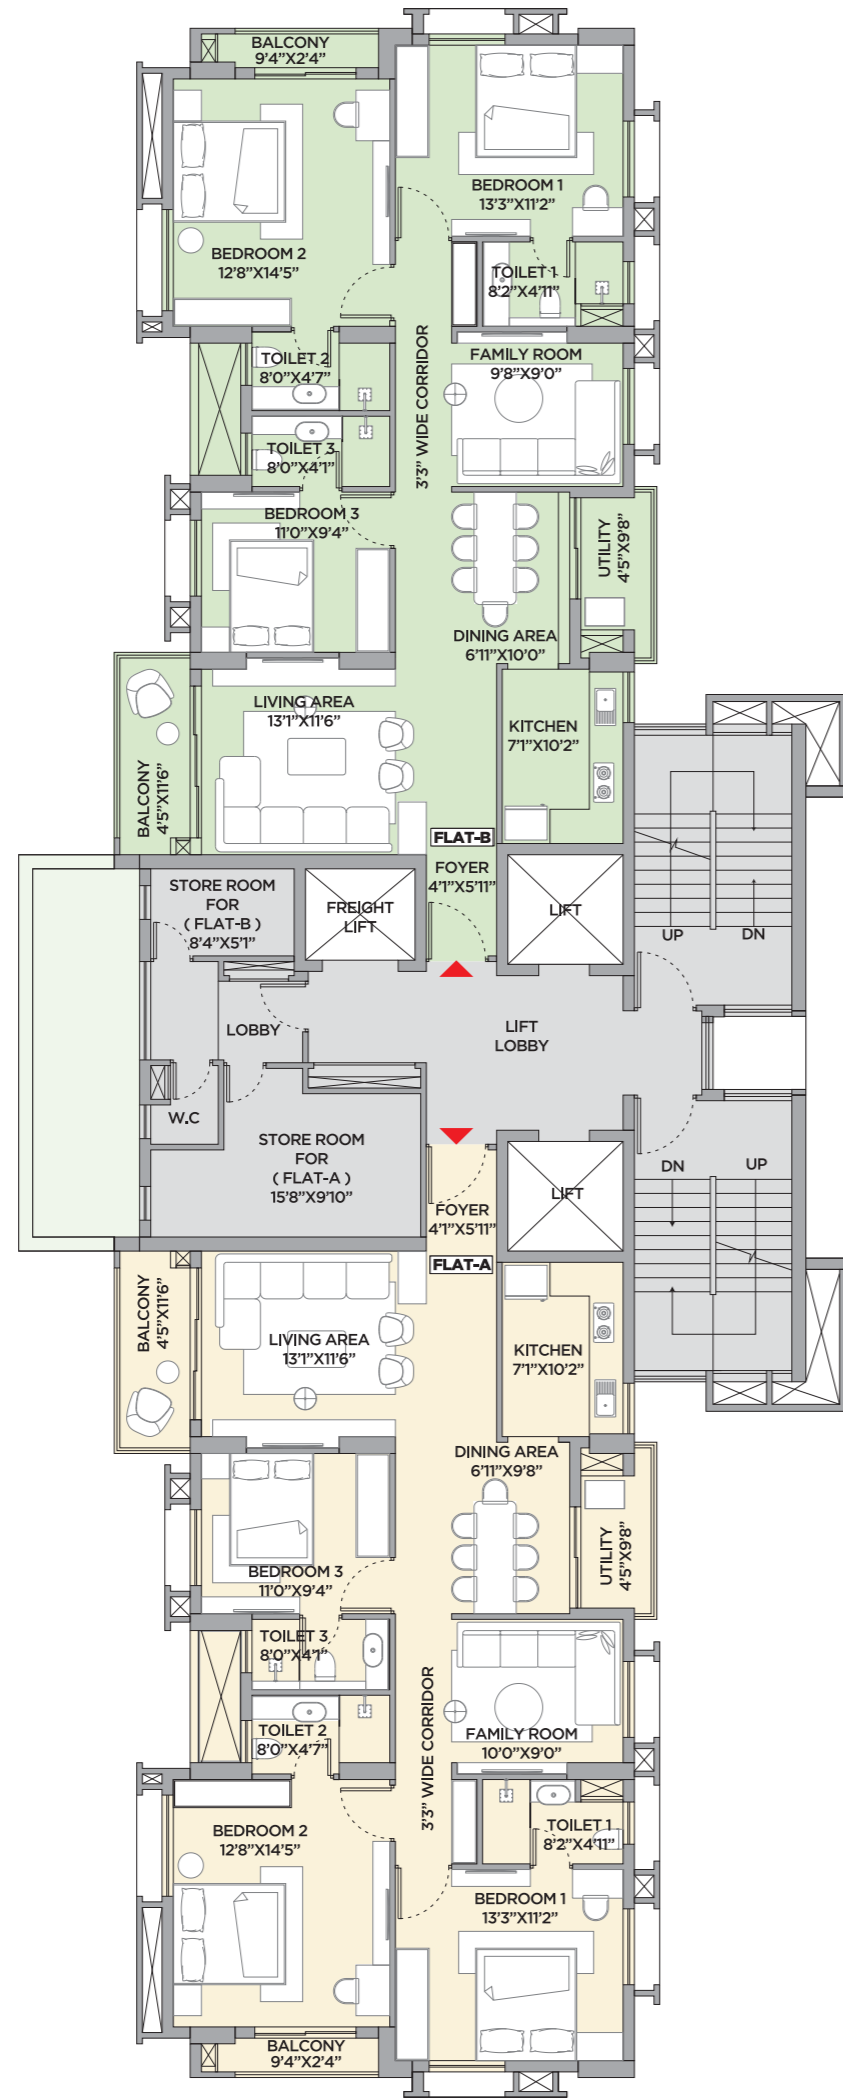 BALCONY
9'4"X2'4"
BEDROOM 1
13'3"X11'2"
BEDROOM 2
12'8"X14'5"
TOILET 1
8'2"X4'11"
3'3" WIDE CORRIDOR
FAMILY ROOM
9'8"X9'0"
TOILET 2
8'0"X4'7"
TOILET 3
8'0"X4'1"
BEDROOM 3
11'0"X9'4"
UTILITY
4'5"X9'8"
DINING AREA
6'11"X10'0"
LIVING AREA
13'1"X11'6"
KITCHEN
7'1"X10'2"
BALCONY
4'5"X11'6"
FLAT-B
FOYER
4'1"X5'11"
STORE ROOM
FOR
( FLAT-B )
8'4"X5'1"
FREIGHT
LIFT
LIFT
UP
DN
LOBBY
LIFT
LOBBY
W.C
STORE ROOM
FOR
( FLAT-A )
15'8"X9'10"
DN
UP
LIFT
FOYER
4'1"X5'11"
FLAT-A
BALCONY
4'5"X11'6"
LIVING AREA
13'1"X11'6"
KITCHEN
7'1"X10'2"
DINING AREA
6'11"X9'8"
UTILITY
4'5"X9'8"
BEDROOM 3
11'0"X9'4"
TOILET 3
8'0"X4'1"
3'3" WIDE CORRIDOR
TOILET 2
8'0"X4'7"
FAMILY ROOM
10'0"X9'0"
BEDROOM 2
12'8"X14'5"
TOILET 1
8'2"X4'11"
BEDROOM 1
13'3"X11'2"
BALCONY
9'4"X2'4"